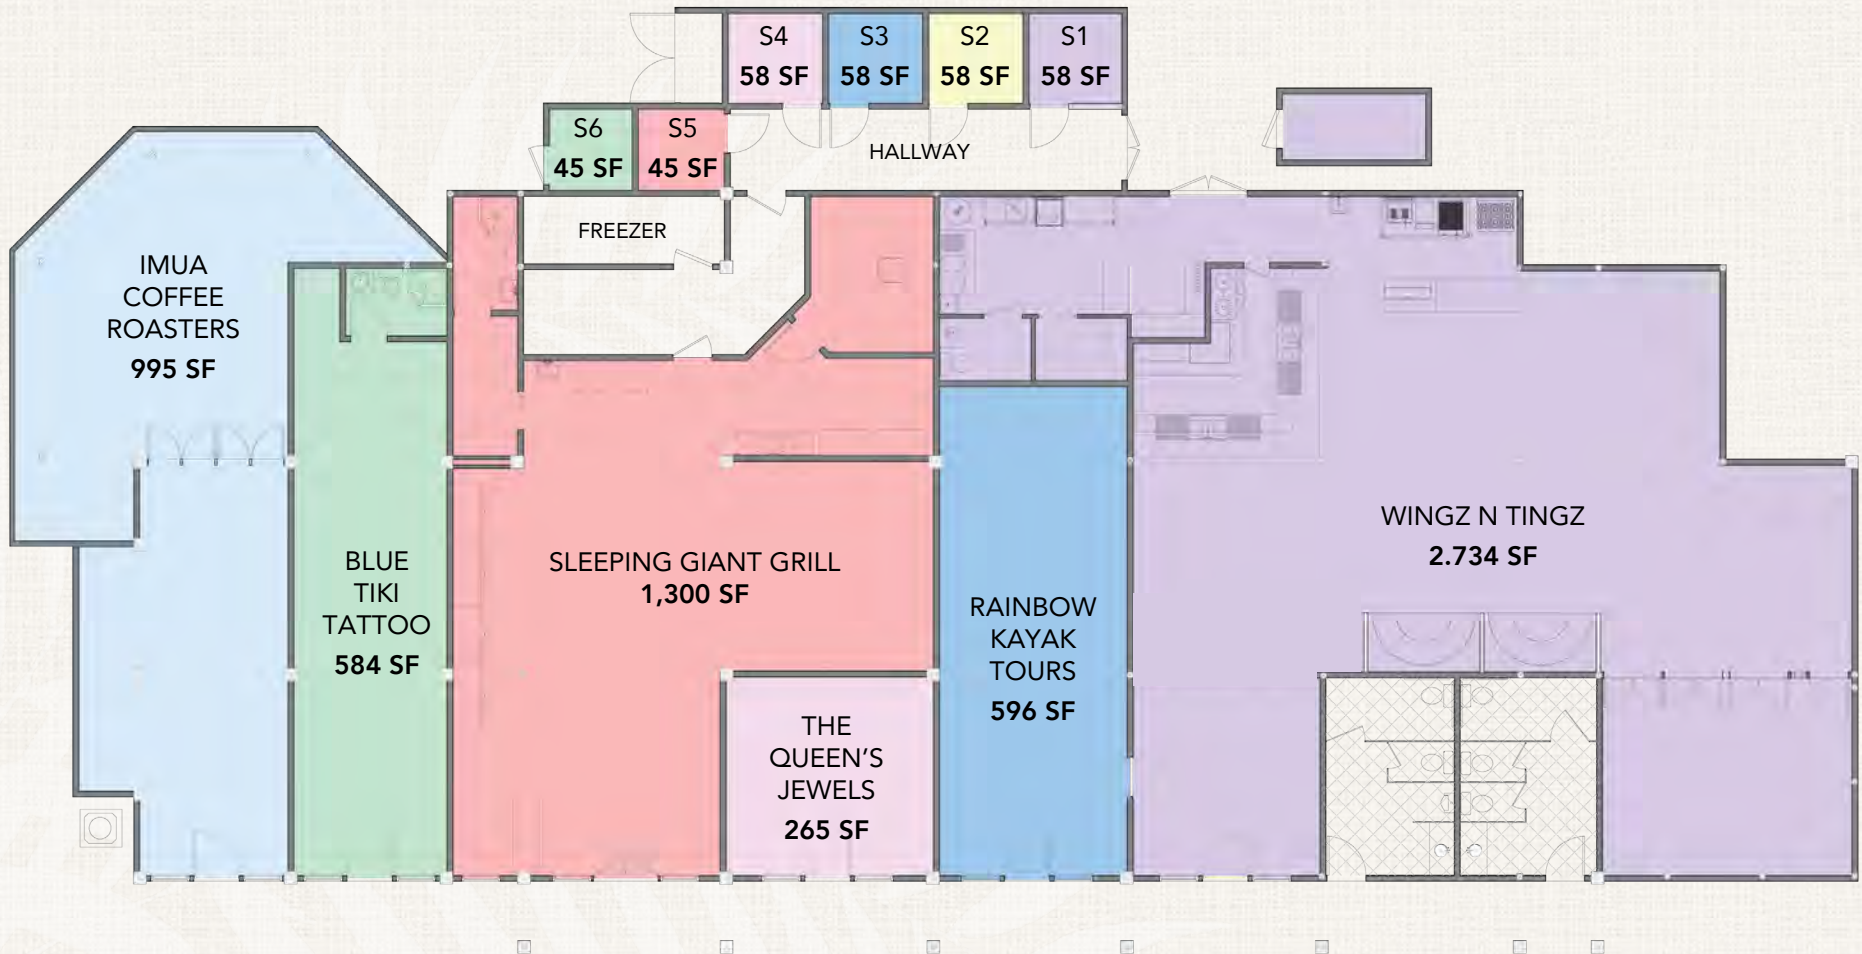 S4
58 SF
S3
58 SF
S2
58 SF
S1
58 SF
S6
45 SF
S5
45 SF
HALLWAY
FREEZER
IMUA
COFFEE
ROASTERS
995 SF
BLUE
TIKI
TATTOO
584 SF
SLEEPING GIANT GRILL
1,300 SF
THE
QUEEN'S
JEWELS
265 SF
RAINBOW
KAYAK
TOURS
596 SF
WINGZ N TINGZ
2.734 SF